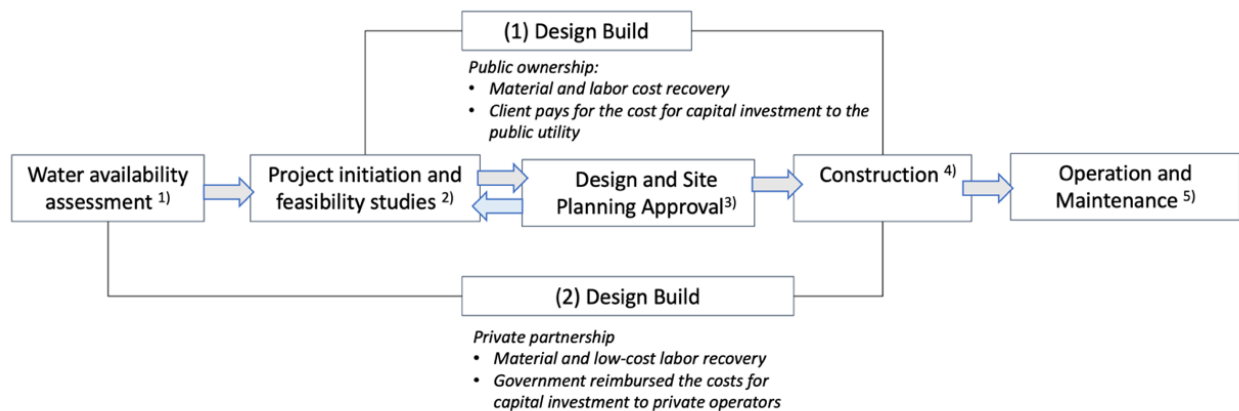 (1) Design Build
Public ownership:
• Material and labor cost recovery
• Client pays for the cost for capital investment to the
public utility
Water availability
assessment 1)
Project initiation and
feasibility studies 2)
Design and Site
Planning Approval3)
Construction 4)
Operation and
Maintenance 5)
(2) Design Build
Private partnership
• Material and low-cost labor recovery
• Government reimbursed the costs for
capital investment to private operators